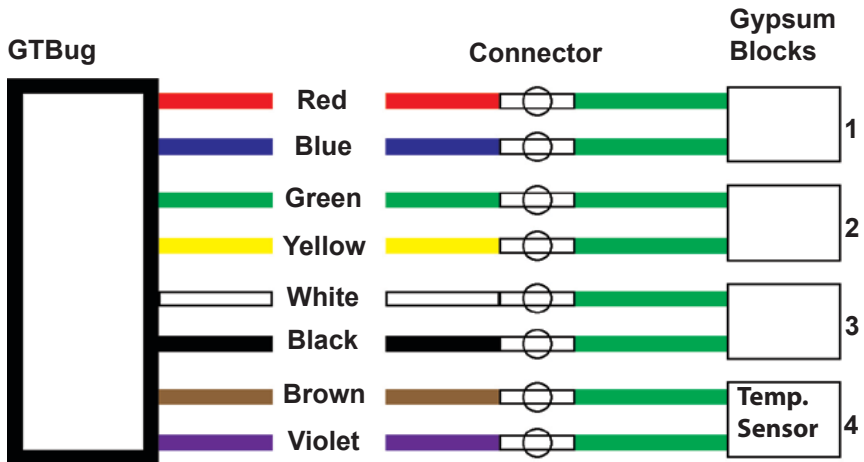 GTBug
Connector
Gypsum
Blocks
Red
Blue
1
Green
Yellow
2
White
Black
3
Brown
Violet
Temp.
Sensor
4